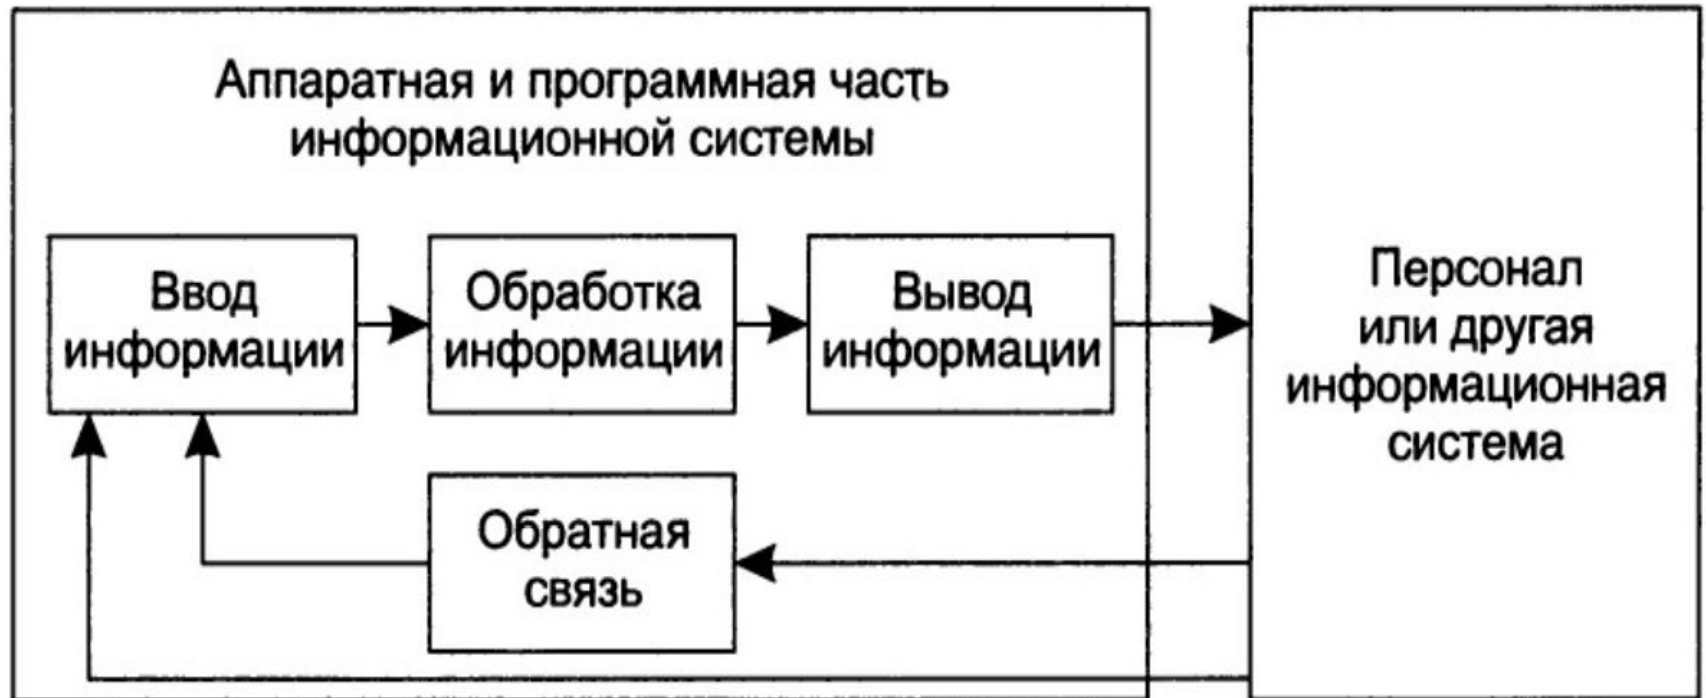 Аппаратная и программная часть
информационной системы
Ввод
информации
Обработка
информации
Вывод
информации
Персонал
или другая
информационная
система
Обратная
связь